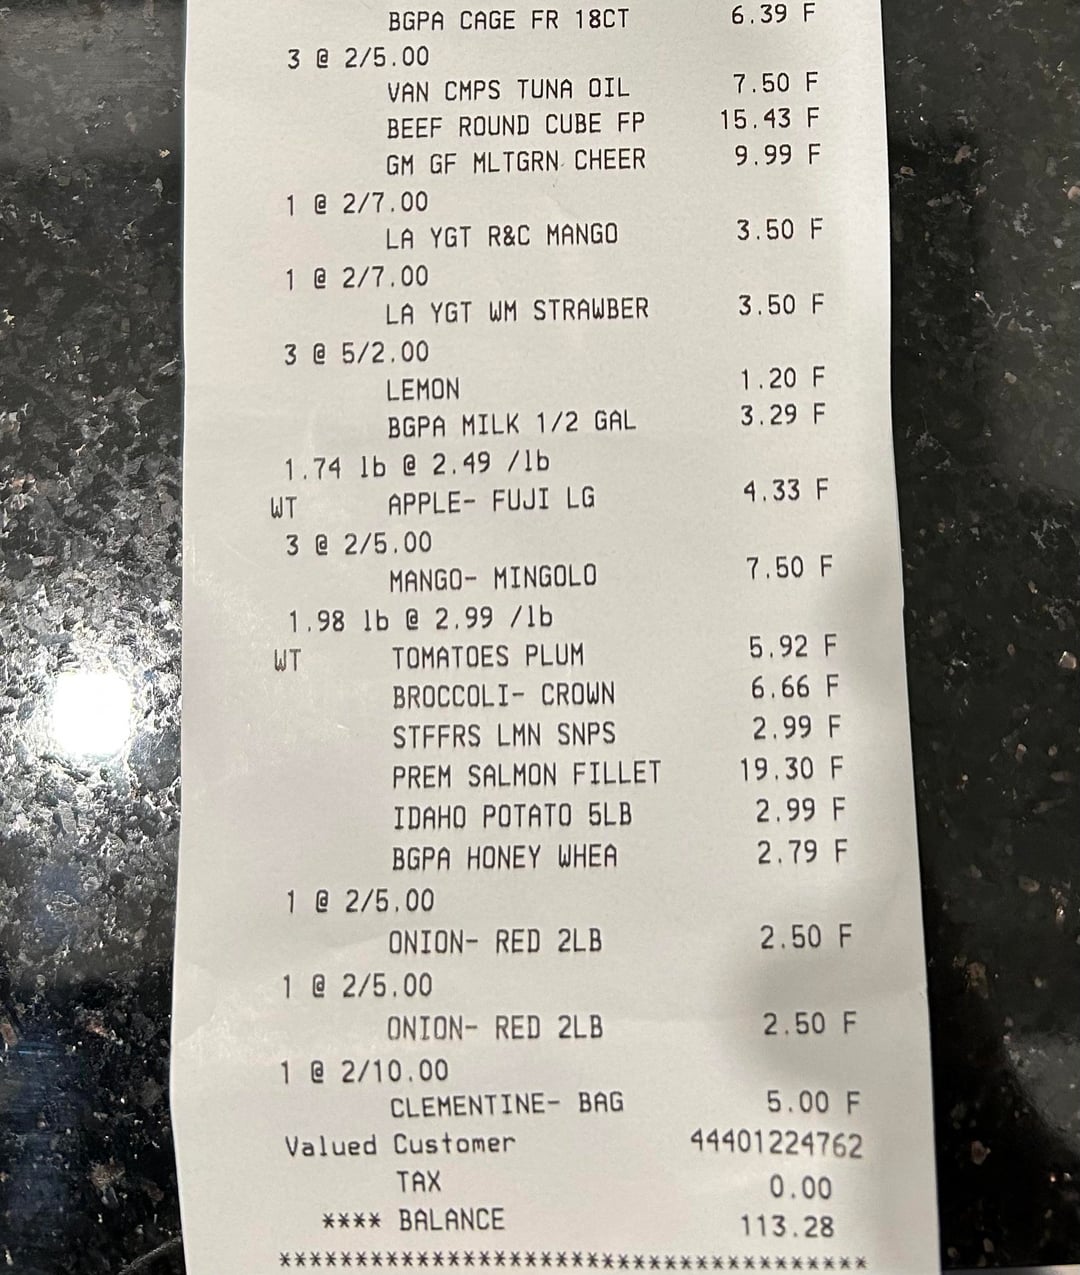 BGPA CAGE FR 18CT 6.39 F
3 @ 2/5.00
VAN CMPS TUNA OIL 7.50 F
BEEF ROUND CUBE FP 15.43 F
GM GF MLTGRN CHEER 9.99 F
1 @ 2/7.00
LA YGT R&C MANGO 3.50 F
1 @ 2/7.00
LA YGT WM STRAWBER 3.50 F
3 @ 5/2.00
LEMON 1.20 F
BGPA MILK 1/2 GAL 3.29 F
1.74 lb @ 2.49 /lb
WT APPLE- FUJI LG 4.33 F
3 @ 2/5.00
MANGO- MINGOLO 7.50 F
1.98 lb @ 2.99 /lb
WT TOMATOES PLUM 5.92 F
BROCCOLI- CROWN 6.66 F
STFFRS LMN SNPS 2.99 F
PREM SALMON FILLET 19.30 F
IDAHO POTATO 5LB 2.99 F
BGPA HONEY WHEA 2.79 F
1 @ 2/5.00
ONION- RED 2LB 2.50 F
1 @ 2/5.00
ONION- RED 2LB 2.50 F
1 @ 2/10.00
CLEMENTINE- BAG 5.00 F
Valued Customer 44401224762
TAX 0.00
**** BALANCE 113.28
****************************************